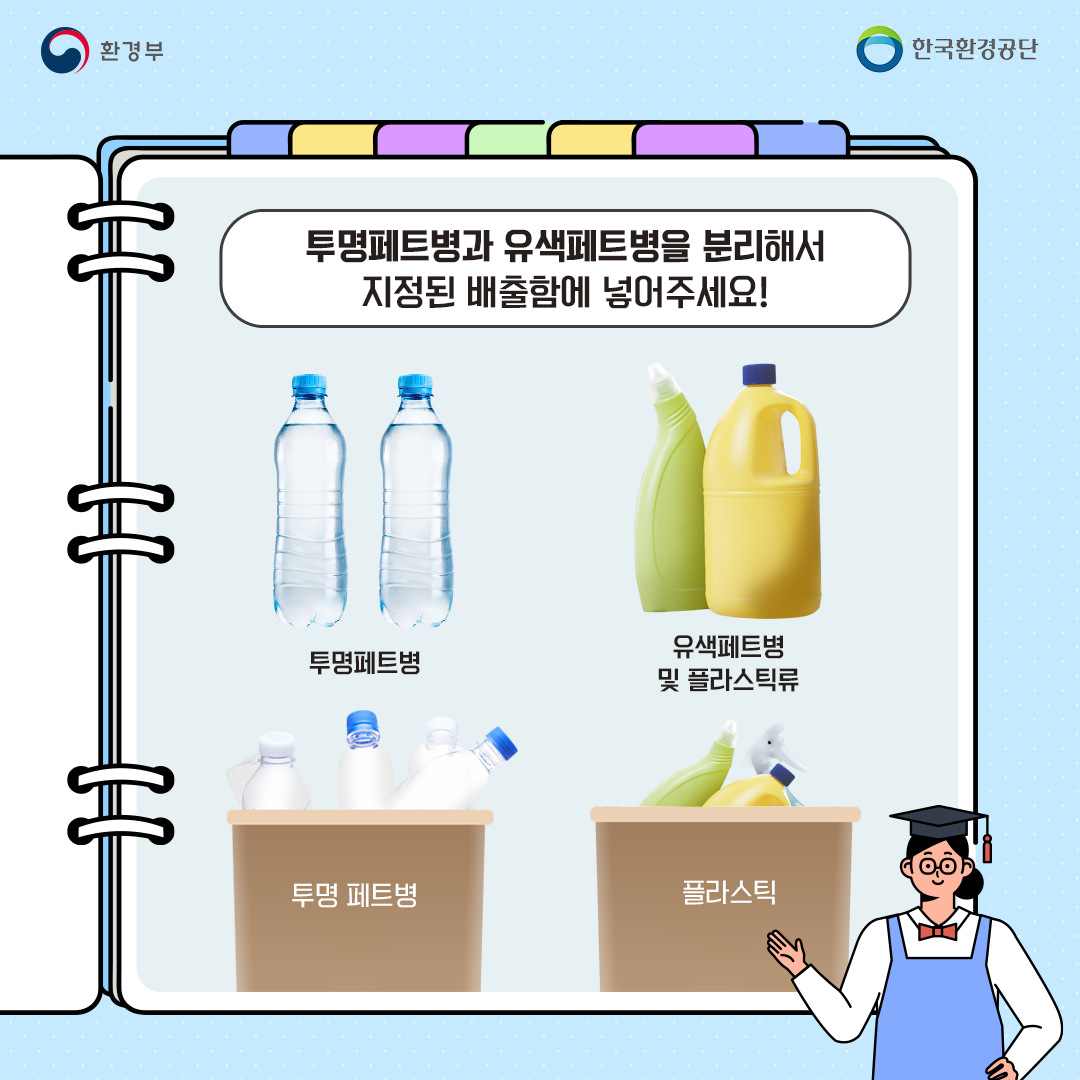 환경부
한국환경공단
투명페트병과 유색페트병을 분리해서
지정된 배출함에 넣어주세요!
투명페트병
유색페트병
및 플라스틱류
투명 페트병
플라스틱